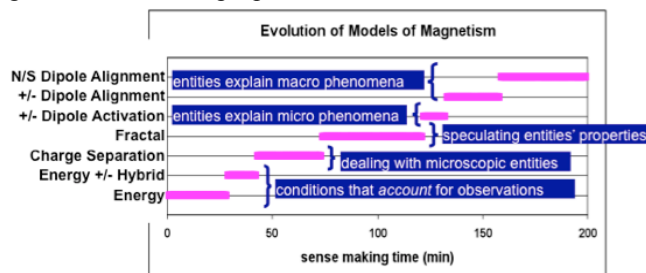 Evolution of Models of Magnetism
N/S Dipole Alignment
entities explain macro phenomena
+/- Dipole Alignment
+/- Dipole Activation
entities explain micro phenomena
Fractal
speculating entities' properties
Charge Separation
dealing with microscopic entities
Energy +/- Hybrid
conditions that account for observations
Energy
0 50 100 150 200
sense making time (min)